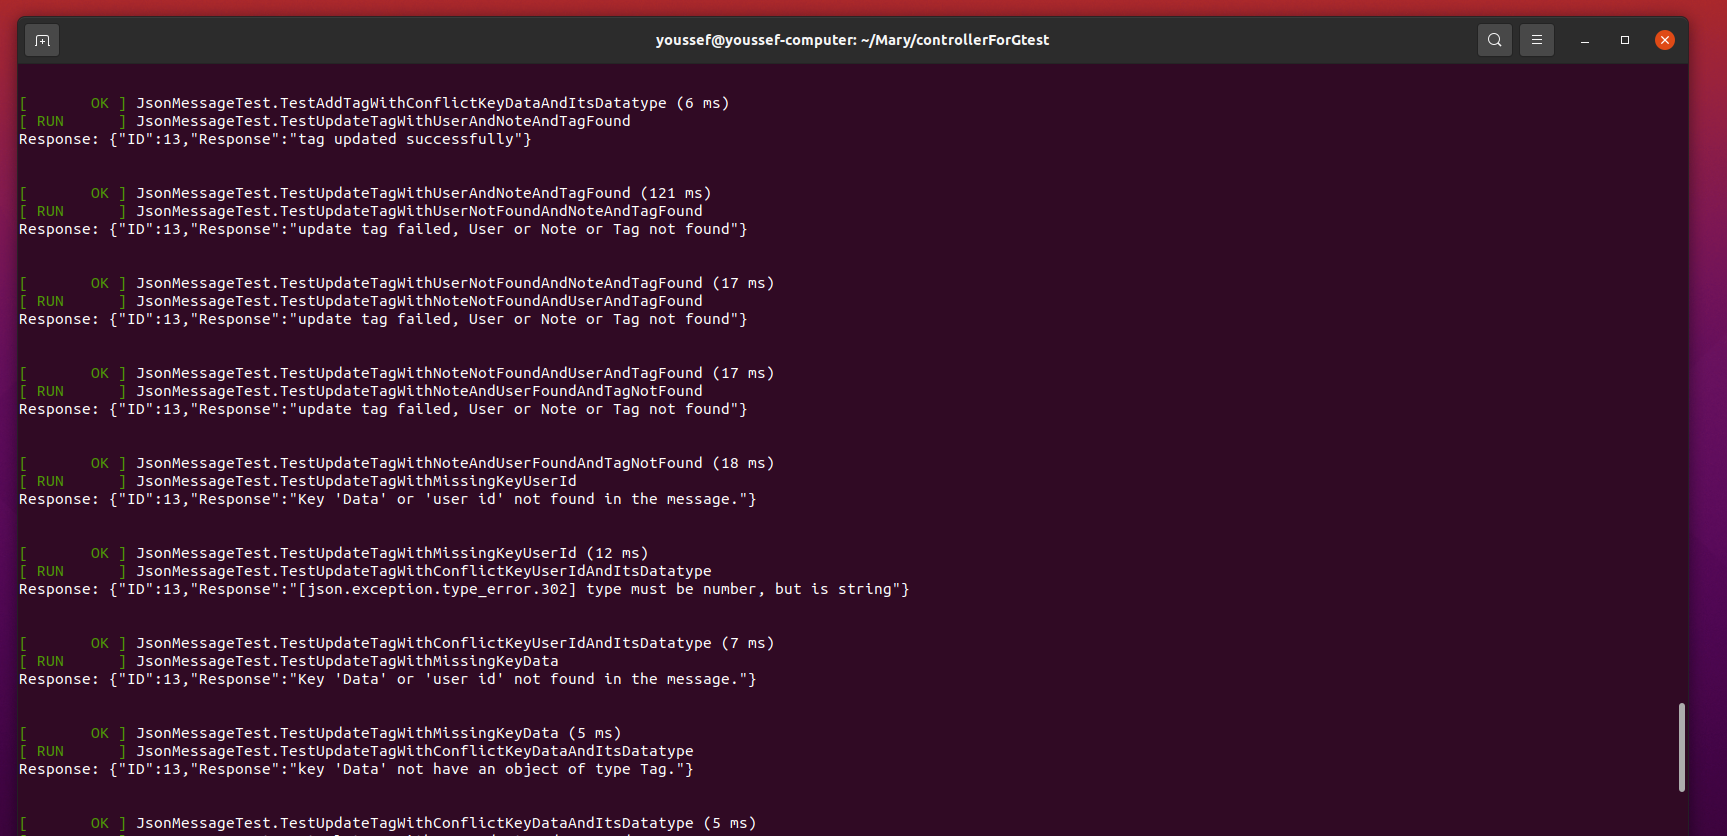 youssef@youssef-computer: ~/Mary/controllerForGtest
[       OK ] JsonMessageTest.TestAddTagWithConflictKeyDataAndItsDatatype (6 ms)
[ RUN      ] JsonMessageTest.TestUpdateTagWithUserAndNoteAndTagFound
Response: {"ID":13,"Response":"tag updated successfully"}
[       OK ] JsonMessageTest.TestUpdateTagWithUserAndNoteAndTagFound (121 ms)
[ RUN      ] JsonMessageTest.TestUpdateTagWithUserNotFoundAndNoteAndTagFound
Response: {"ID":13,"Response":"update tag failed, User or Note or Tag not found"}
[       OK ] JsonMessageTest.TestUpdateTagWithUserNotFoundAndNoteAndTagFound (17 ms)
[ RUN      ] JsonMessageTest.TestUpdateTagWithNoteNotFoundAndUserAndTagFound
Response: {"ID":13,"Response":"update tag failed, User or Note or Tag not found"}
[       OK ] JsonMessageTest.TestUpdateTagWithNoteNotFoundAndUserAndTagFound (17 ms)
[ RUN      ] JsonMessageTest.TestUpdateTagWithNoteAndUserFoundAndTagNotFound
Response: {"ID":13,"Response":"update tag failed, User or Note or Tag not found"}
[       OK ] JsonMessageTest.TestUpdateTagWithNoteAndUserFoundAndTagNotFound (18 ms)
[ RUN      ] JsonMessageTest.TestUpdateTagWithMissingKeyUserId
Response: {"ID":13,"Response":"Key 'Data' or 'user id' not found in the message."}
[       OK ] JsonMessageTest.TestUpdateTagWithMissingKeyUserId (12 ms)
[ RUN      ] JsonMessageTest.TestUpdateTagWithConflictKeyUserIdAndItsDatatype
Response: {"ID":13,"Response":"[json.exception.type_error.302] type must be number, but is string"}
[       OK ] JsonMessageTest.TestUpdateTagWithConflictKeyUserIdAndItsDatatype (7 ms)
[ RUN      ] JsonMessageTest.TestUpdateTagWithMissingKeyData
Response: {"ID":13,"Response":"Key 'Data' or 'user id' not found in the message."}
[       OK ] JsonMessageTest.TestUpdateTagWithMissingKeyData (5 ms)
[ RUN      ] JsonMessageTest.TestUpdateTagWithConflictKeyDataAndItsDatatype
Response: {"ID":13,"Response":"key 'Data' not have an object of type Tag."}
[       OK ] JsonMessageTest.TestUpdateTagWithConflictKeyDataAndItsDatatype (5 ms)